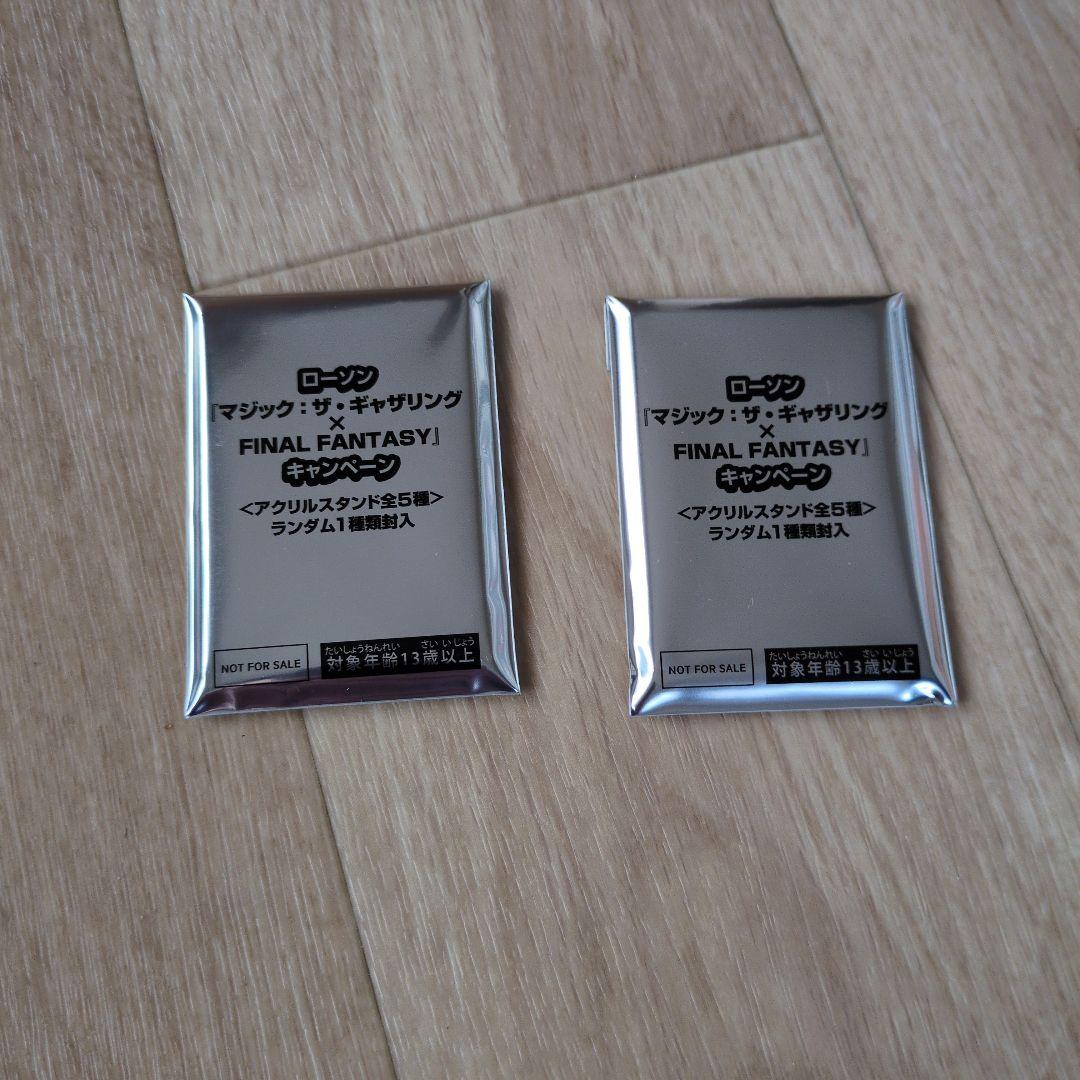 ローソン
『マジック：ザ・ギャザリング
×
FINAL FANTASY』
キャンペーン
<アクリルスタンド全5種>
ランダム1種類封入
NOT FOR SALE
たいしょうねんれい さい いじょう
対象年齢13歳以上
ローソン
『マジック：ザ・ギャザリング
×
FINAL FANTASY』
キャンペーン
<アクリルスタンド全5種>
ランダム1種類封入
NOT FOR SALE
たいしょうねんれい さい いじょう
対象年齢13歳以上